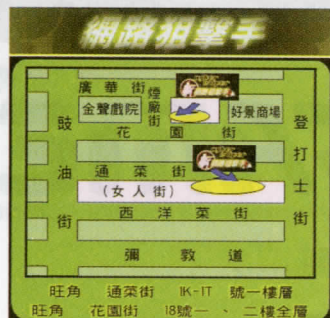 網路狙擊手
廣華街
煙廠街
金聲戲院
好景商場
花園街
豉油街
登打士街
通菜街
(女人街)
西洋菜街
彌敦道
旺角 通菜街 1K-1T 號一樓層
旺角 花園街 18號一、二樓全層